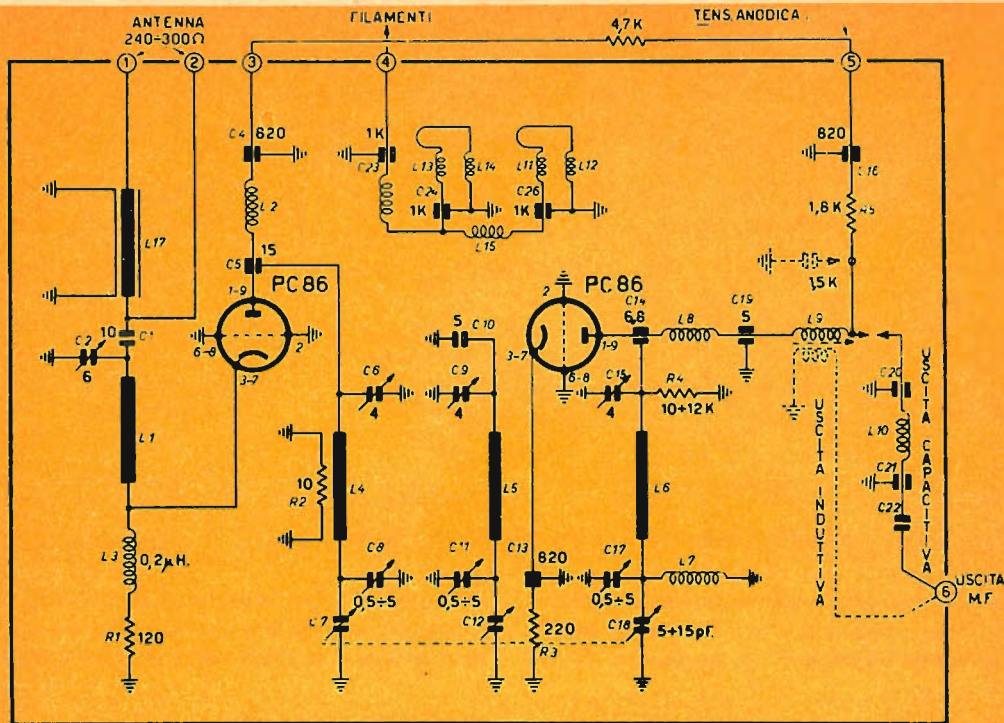 ANTENNA
240÷300Ω
FILAMENTI
TENS. ANODICA
4,7K
1
2
3
4
5
C4
820
1K
C23
L13
L14
L11
L12
C24
1K
C26
1K
L15
820
C16
1,8 K
R5
1,5K
L17
L2
C5
15
PC86
1-9
6-8
2
3-7
10
C1
C2
6
L1
L3
0,2µH.
R1
120
5
C10
C6
4
C9
4
10
R2
L4
L5
C8
0,5÷5
C11
0,5÷5
C7
C12
PC86
2
1-9
3-7
6-8
C14
6,8
L8
C19
5
L9
C15
4
R4
10+12K
L6
C13
820
C17
0,5÷5
L7
220
R3
C18
5+15pF.
USCITA INDUTTIVA
USCITA CAPACITIVA
C20
L10
C21
C22
6
USCITA
M.F.